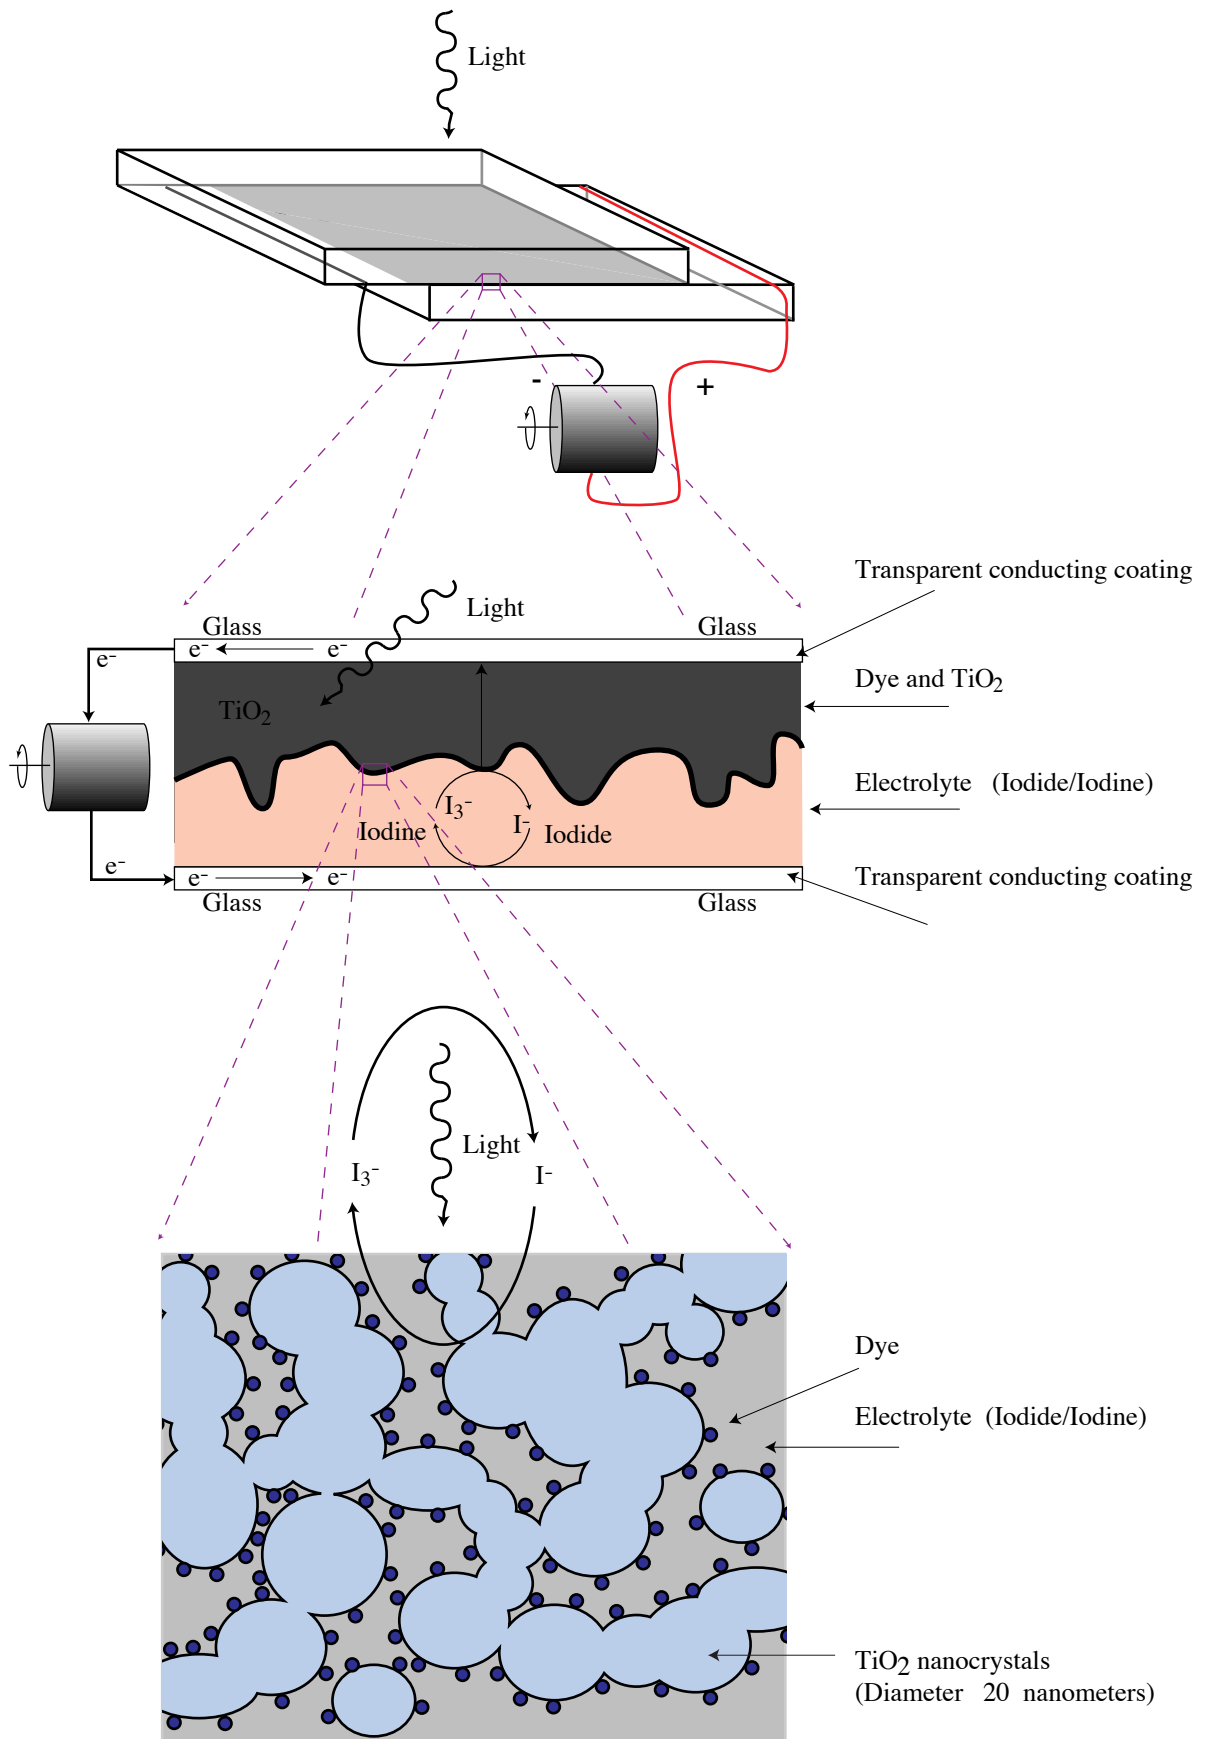 Light
-
+
Transparent conducting coating
Light
Glass
Glass
e⁻
e⁻
e⁻
Dye and TiO₂
TiO₂
Electrolyte (Iodide/Iodine)
I₃⁻
I⁻
Iodine
Iodide
e⁻
e⁻
e⁻
Transparent conducting coating
Glass
Glass
Light
I₃⁻
I⁻
Dye
Electrolyte (Iodide/Iodine)
TiO₂ nanocrystals
(Diameter 20 nanometers)